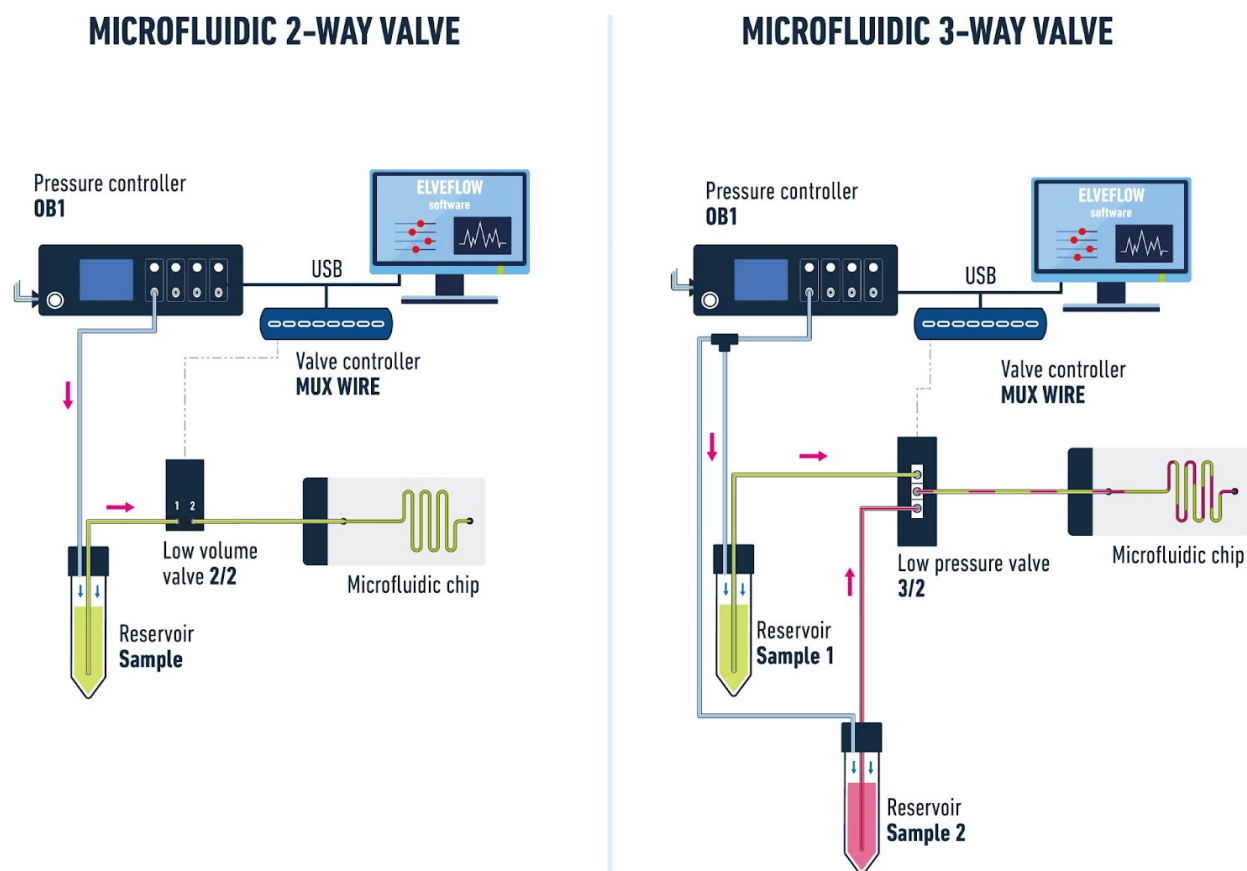 MICROFLUIDIC 2-WAY VALVE
Pressure controller
OB1
ELVEFLOW
software
USB
Valve controller
MUX WIRE
1 2
Low volume
valve 2/2
Microfluidic chip
Reservoir
Sample
MICROFLUIDIC 3-WAY VALVE
Pressure controller
OB1
ELVEFLOW
software
USB
Valve controller
MUX WIRE
Low pressure valve
3/2
Microfluidic chip
Reservoir
Sample 1
Reservoir
Sample 2